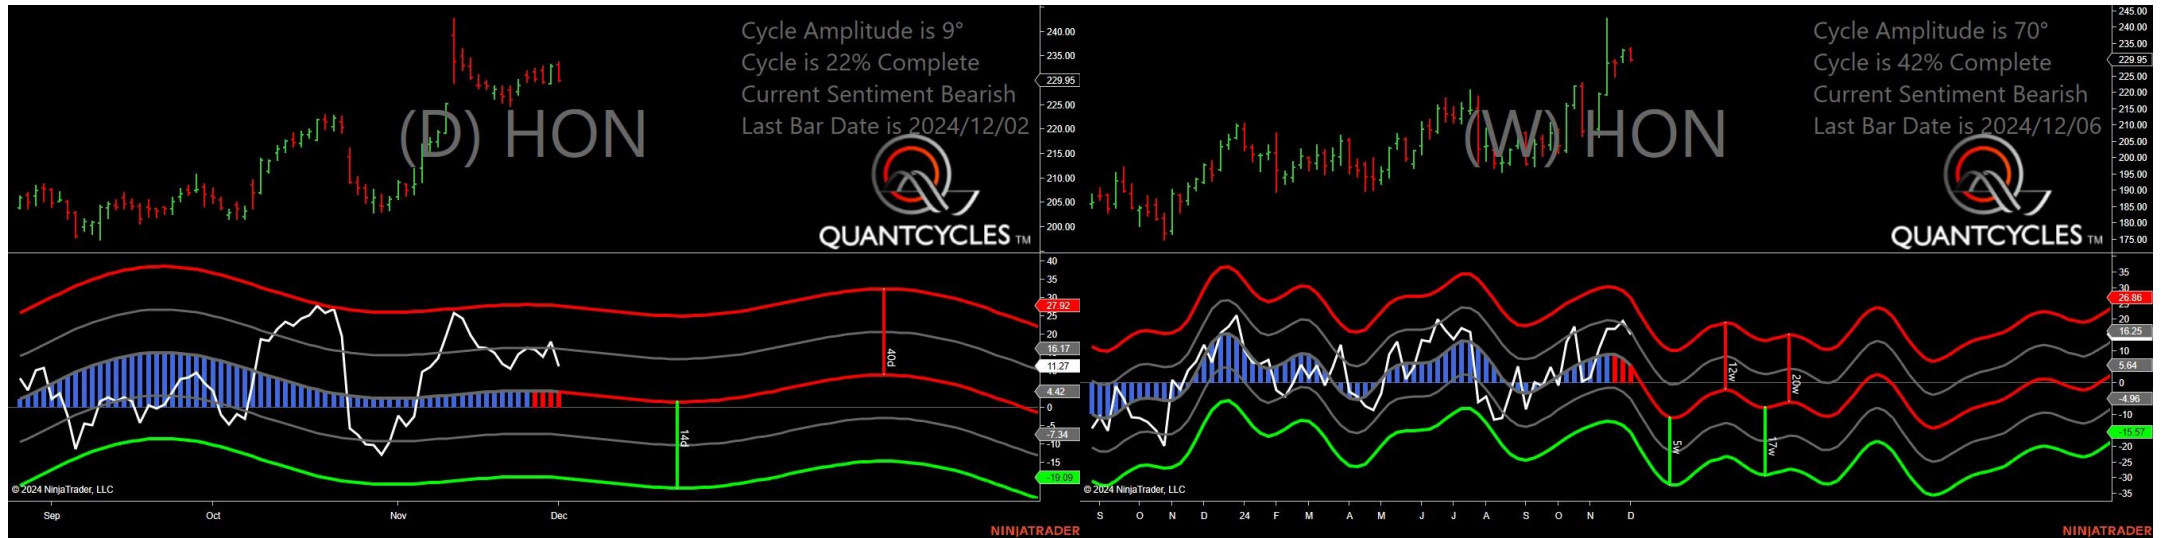 Cycle Amplitude is 9°
Cycle is 22% Complete
Current Sentiment Bearish
Last Bar Date is 2024/12/02
(D) HON
QUANTCYCLES TM
240.00
235.00
229.95
225.00
220.00
215.00
210.00
205.00
200.00
40
35
30
27.92
25
20
16.17
11.27
4.42
0
-5
-7.34
-10
-15
-19.09
40d
14d
© 2024 NinjaTrader, LLC
Sep Oct Nov Dec
NINJATRADER
Cycle Amplitude is 70°
Cycle is 42% Complete
Current Sentiment Bearish
Last Bar Date is 2024/12/06
(W) HON
QUANTCYCLES TM
245.00
240.00
235.00
229.95
225.00
220.00
215.00
210.00
205.00
200.00
195.00
190.00
185.00
180.00
175.00
35
30
26.86
20
16.25
10
5.64
0
-4.96
-10
-15.57
-20
-25
-30
-35
12w
20w
5w
17w
© 2024 NinjaTrader, LLC
S O N D 24 F M A M J J A S O N D
NINJATRADER